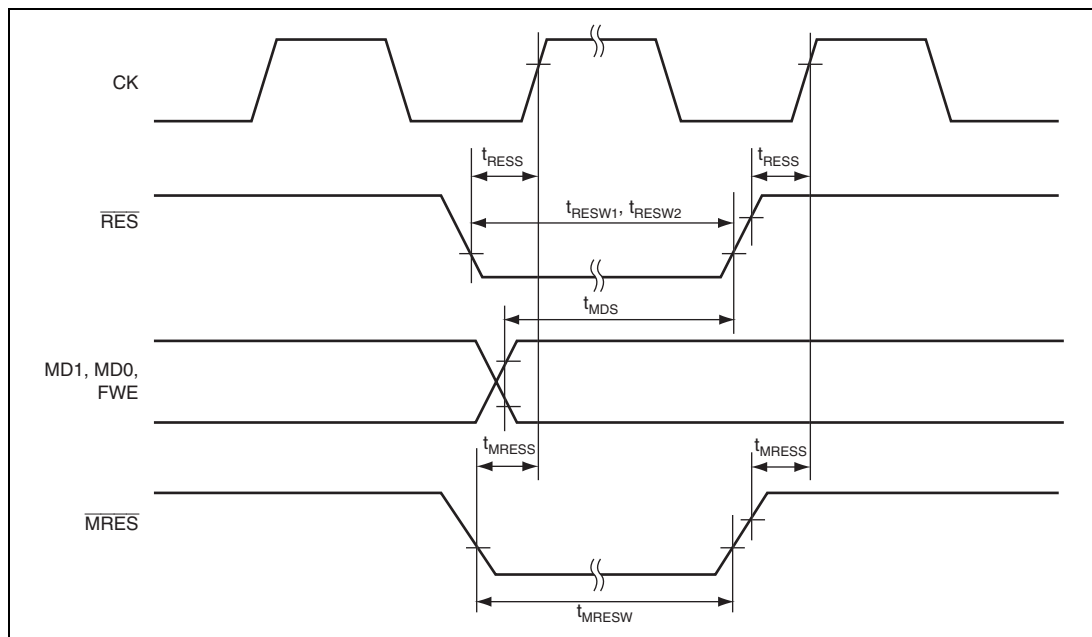 CK
tRESS
tRESS
RES
tRESW1, tRESW2
tMDS
MD1, MD0,
FWE
tMRESS
tMRESS
MRES
tMRESW